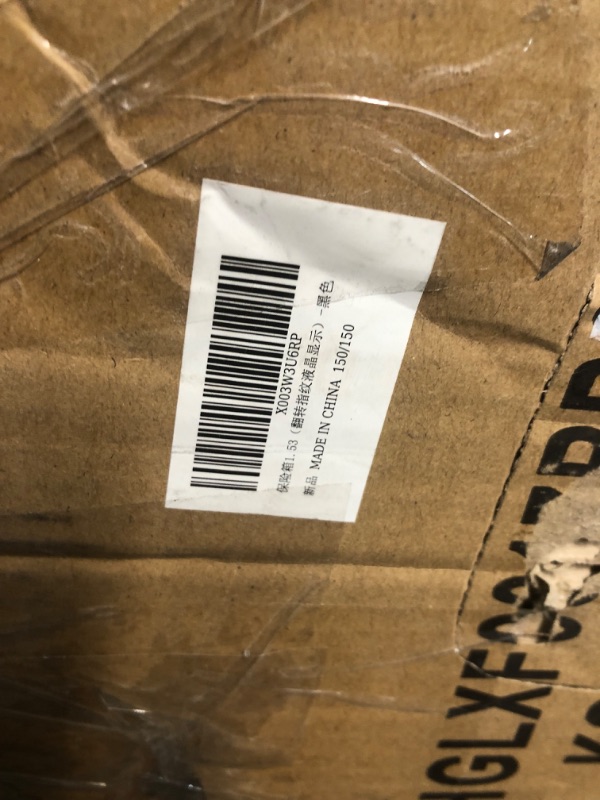 X003W3U6RP
保险箱1.53（翻转指纹液晶显示）-黑色
新品 MADE IN CHINA 150/150